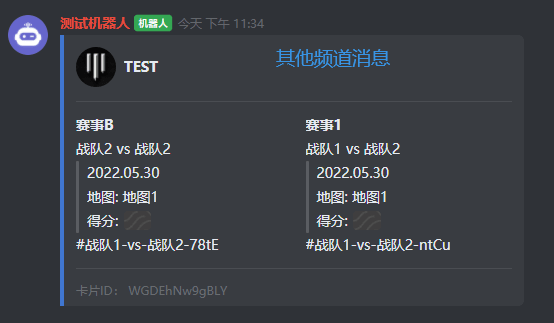 测试机器人 机器人 今天 下午 11:34
TEST
其他频道消息
赛事B
战队2 vs 战队2
2022.05.30
地图: 地图1
得分:
#战队1-vs-战队2-78tE
赛事1
战队1 vs 战队2
2022.05.30
地图: 地图1
得分:
#战队1-vs-战队2-ntCu
卡片ID： WGDEhNw9gBLY